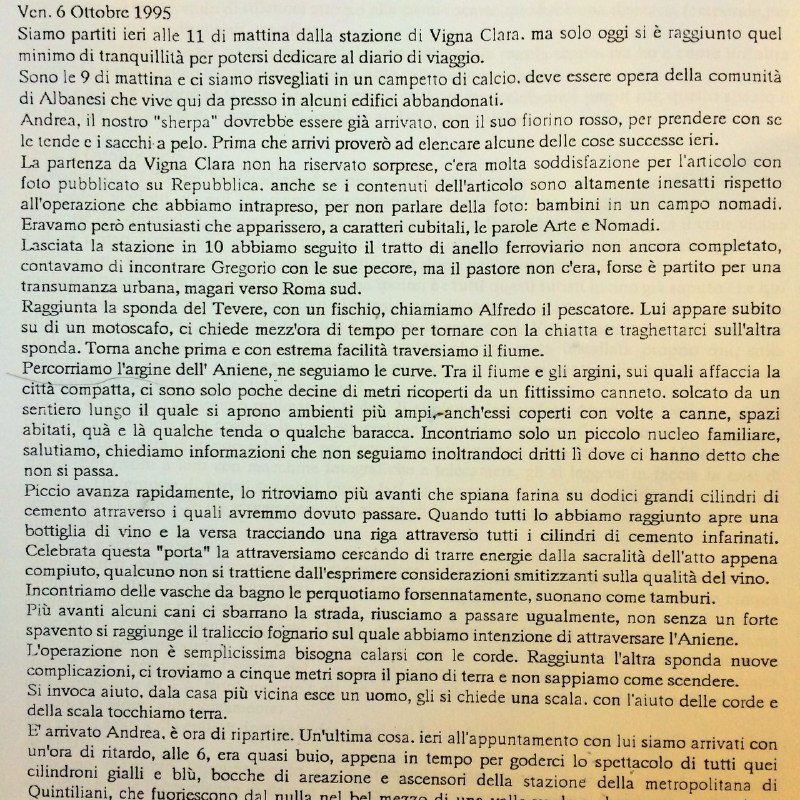 Ven. 6 Ottobre 1995
Siamo partiti ieri alle 11 di mattina dalla stazione di Vigna Clara. ma solo oggi si è raggiunto quel
minimo di tranquillità per potersi dedicare al diario di viaggio.
Sono le 9 di mattina e ci siamo risvegliati in un campetto di calcio. deve essere opera della comunità
di Albanesi che vive qui da presso in alcuni edifici abbandonati.
Andrea, il nostro "sherpa" dovrebbe essere già arrivato, con il suo fiorino rosso, per prendere con se
le tende e i sacchi a pelo. Prima che arrivi proverò ad elencare alcune delle cose successe ieri.
La partenza da Vigna Clara non ha riservato sorprese, c'era molta soddisfazione per l'articolo con
foto pubblicato su Repubblica. anche se i contenuti dell'articolo sono altamente inesatti rispetto
all'operazione che abbiamo intrapreso, per non parlare della foto: bambini in un campo nomadi.
Eravamo però entusiasti che apparissero, a caratteri cubitali, le parole Arte e Nomadi.
Lasciata la stazione in 10 abbiamo seguito il tratto di anello ferroviario non ancora completato,
contavamo di incontrare Gregorio con le sue pecore, ma il pastore non c'era, forse è partito per una
transumanza urbana, magari verso Roma sud.
Raggiunta la sponda del Tevere, con un fischio, chiamiamo Alfredo il pescatore. Lui appare subito
su di un motoscafo, ci chiede mezz'ora di tempo per tornare con la chiatta e traghettarci sull'altra
sponda. Torna anche prima e con estrema facilità traversiamo il fiume.
Percorriamo l'argine dell' Aniene, ne seguiamo le curve. Tra il fiume e gli argini, sui quali affaccia la
città compatta, ci sono solo poche decine di metri ricoperti da un fittissimo canneto. solcato da un
sentiero lungo il quale si aprono ambienti più ampi, anch'essi coperti con volte a canne, spazi
abitati, quà e là qualche tenda o qualche baracca. Incontriamo solo un piccolo nucleo familiare,
salutiamo, chiediamo informazioni che non seguiamo inoltrandoci dritti lì dove ci hanno detto che
non si passa.
Piccio avanza rapidamente, lo ritroviamo più avanti che spiana farina su dodici grandi cilindri di
cemento attraverso i quali avremmo dovuto passare. Quando tutti lo abbiamo raggiunto apre una
bottiglia di vino e la versa tracciando una riga attraverso tutti i cilindri di cemento infarinati.
Celebrata questa "porta" la attraversiamo cercando di trarre energie dalla sacralità dell'atto appena
compiuto, qualcuno non si trattiene dall'esprimere considerazioni smitizzanti sulla qualità del vino.
Incontriamo delle vasche da bagno le perquotiamo forsennatamente, suonano come tamburi.
Più avanti alcuni cani ci sbarrano la strada, riusciamo a passare ugualmente, non senza un forte
spavento si raggiunge il traliccio fognario sul quale abbiamo intenzione di attraversare l'Aniene.
L'operazione non è semplicissima bisogna calarsi con le corde. Raggiunta l'altra sponda nuove
complicazioni, ci troviamo a cinque metri sopra il piano di terra e non sappiamo come scendere.
Si invoca aiuto, dalla casa più vicina esce un uomo, gli si chiede una scala. con l'aiuto delle corde e
della scala tocchiamo terra.
E' arrivato Andrea. è ora di ripartire. Un'ultima cosa. ieri all'appuntamento con lui siamo arrivati con
un'ora di ritardo, alle 6, era quasi buio, appena in tempo per goderci lo spettacolo di tutti quei
cilindroni gialli e blù, bocche di areazione e ascensori della stazione della metropolitana di
Quintiliani, che fuoriescono dal nulla nel bel mezzo di una